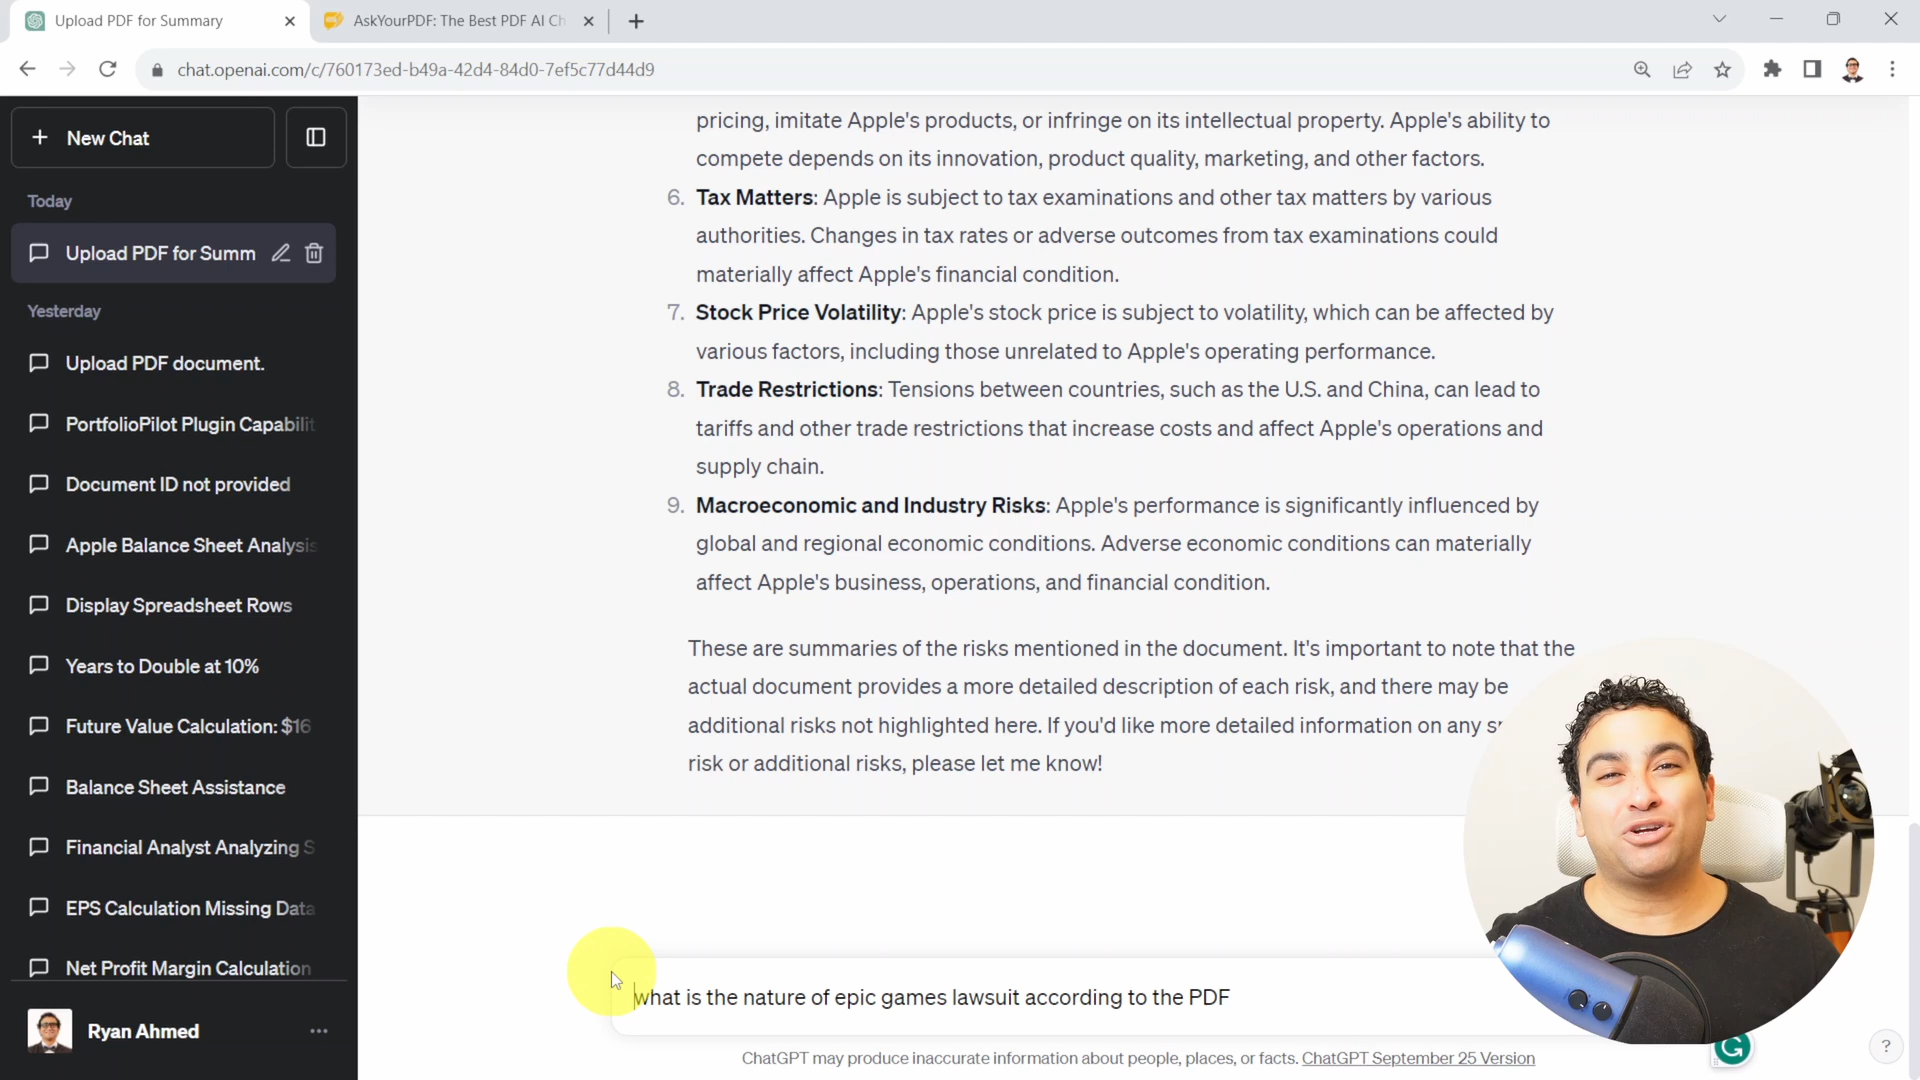 Upload PDF for Summary
AskYourPDF: The Best PDF AI Ch
chat.openai.com/c/760173ed-b49a-42d4-84d0-7ef5c77d44d9
New Chat
Today
Upload PDF for Summ
Yesterday
Upload PDF document.
PortfolioPilot Plugin Capabilit
Document ID not provided
Apple Balance Sheet Analysis
Display Spreadsheet Rows
Years to Double at 10%
Future Value Calculation: $16
Balance Sheet Assistance
Financial Analyst Analyzing S
EPS Calculation Missing Data
Net Profit Margin Calculation
Ryan Ahmed
pricing, imitate Apple's products, or infringe on its intellectual property. Apple's ability to
compete depends on its innovation, product quality, marketing, and other factors.
6. Tax Matters: Apple is subject to tax examinations and other tax matters by various
authorities. Changes in tax rates or adverse outcomes from tax examinations could
materially affect Apple's financial condition.
7. Stock Price Volatility: Apple's stock price is subject to volatility, which can be affected by
various factors, including those unrelated to Apple's operating performance.
8. Trade Restrictions: Tensions between countries, such as the U.S. and China, can lead to
tariffs and other trade restrictions that increase costs and affect Apple's operations and
supply chain.
9. Macroeconomic and Industry Risks: Apple's performance is significantly influenced by
global and regional economic conditions. Adverse economic conditions can materially
affect Apple's business, operations, and financial condition.
These are summaries of the risks mentioned in the document. It's important to note that the
actual document provides a more detailed description of each risk, and there may be
additional risks not highlighted here. If you'd like more detailed information on any
risk or additional risks, please let me know!
what is the nature of epic games lawsuit according to the PDF
ChatGPT may produce inaccurate information about people, places, or facts. ChatGPT September 25 Version
?